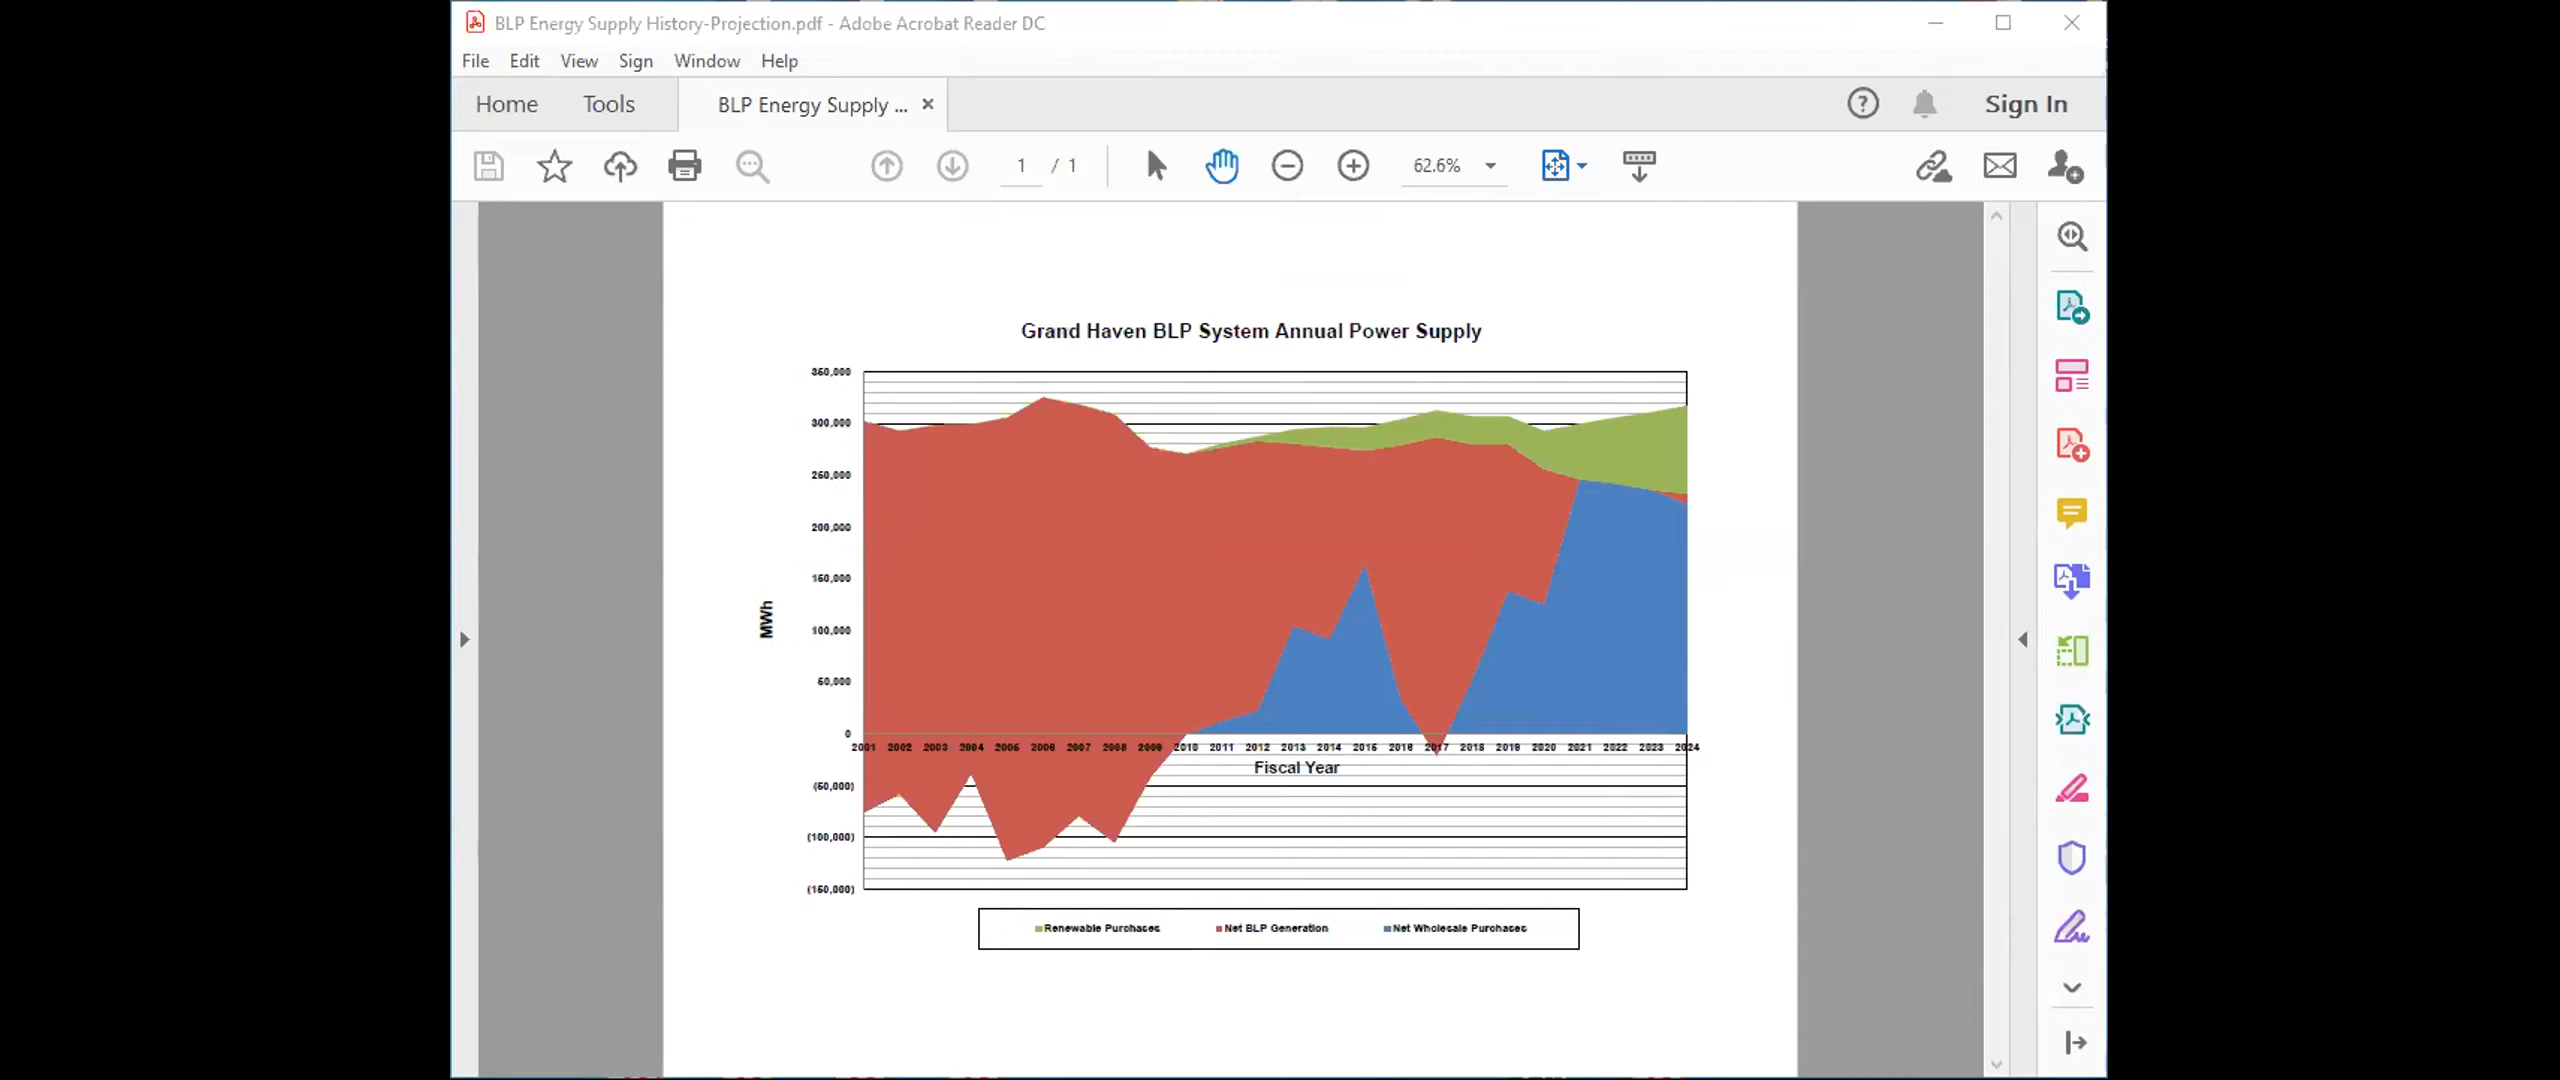 BLP Energy Supply History-Projection.pdf - Adobe Acrobat Reader DC
File Edit View Sign Window Help
Home Tools BLP Energy Supply ... Sign In
1 / 1 62.6%
Grand Haven BLP System Annual Power Supply
350,000
300,000
250,000
200,000
150,000
100,000
50,000
0
(50,000)
(100,000)
(150,000)
MWh
2001 2002 2003 2004 2005 2006 2007 2008 2009 2010 2011 2012 2013 2014 2015 2016 2017 2018 2019 2020 2021 2022 2023 2024
Fiscal Year
Renewable Purchases Net BLP Generation Net Wholesale Purchases